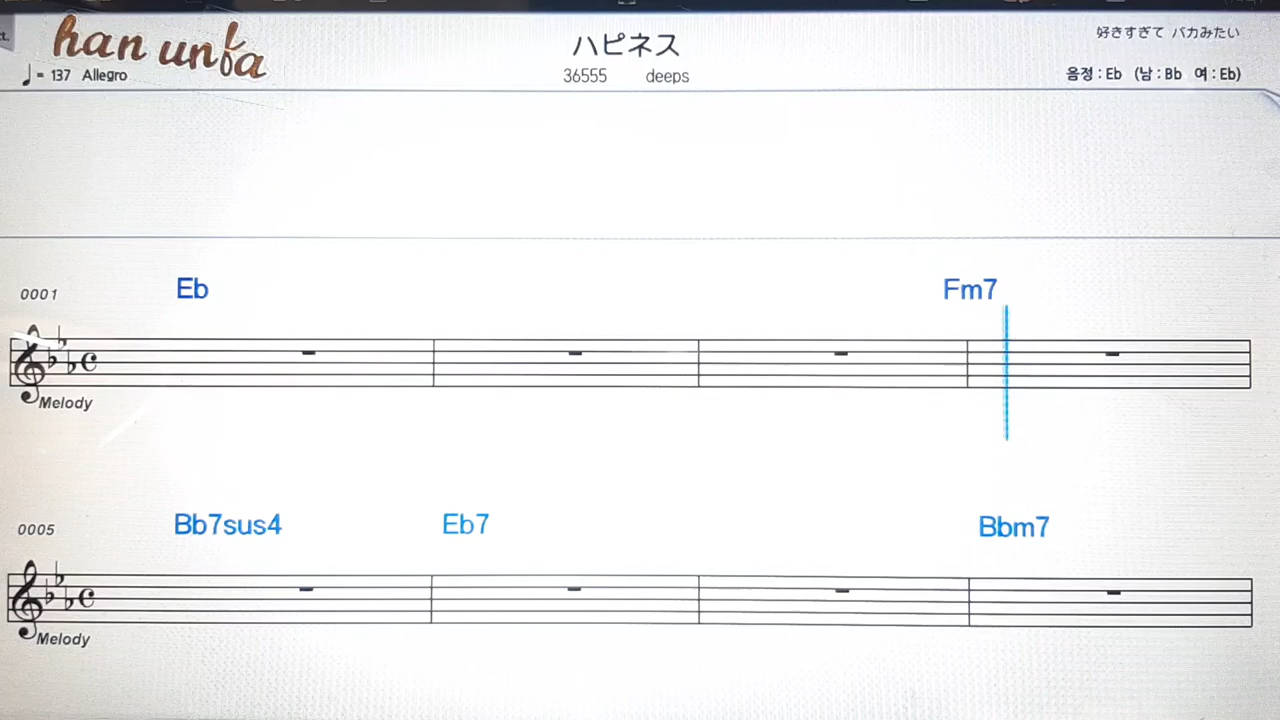 han unfa
ハピネス
好きすぎて バカみたい
♩= 137 Allegro
36555 deeps
음정 : Eb (남 : Bb 여 : Eb)
0001 Eb Fm7
Melody
0005 Bb7sus4 Eb7 Bbm7
Melody